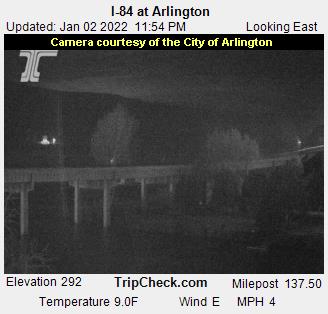 I-84 at Arlington
Updated: Jan 02 2022 11:54 PM Looking East
Camera courtesy of the City of Arlington
Elevation 292 TripCheck.com Milepost 137.50
Temperature 9.0F Wind E MPH 4